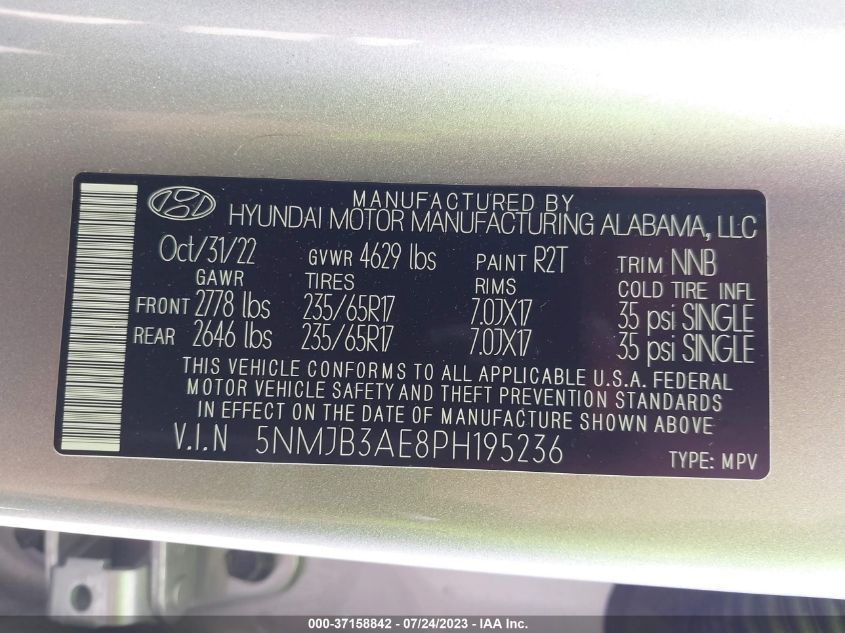 MANUFACTURED BY
HYUNDAI MOTOR MANUFACTURING ALABAMA, LLC
Oct/31/22 GVWR 4629 lbs PAINT R2T TRIM NNB
GAWR TIRES RIMS COLD TIRE INFL
FRONT 2778 lbs 235/65R17 7.0JX17 35 psi SINGLE
REAR 2646 lbs 235/65R17 7.0JX17 35 psi SINGLE
THIS VEHICLE CONFORMS TO ALL APPLICABLE U.S.A. FEDERAL
MOTOR VEHICLE SAFETY AND THEFT PREVENTION STANDARDS
IN EFFECT ON THE DATE OF MANUFACTURE SHOWN ABOVE
V.I.N 5NMJB3AE8PH195236 TYPE: MPV
000-37158842 / 07/24/2023 - IAA Inc.